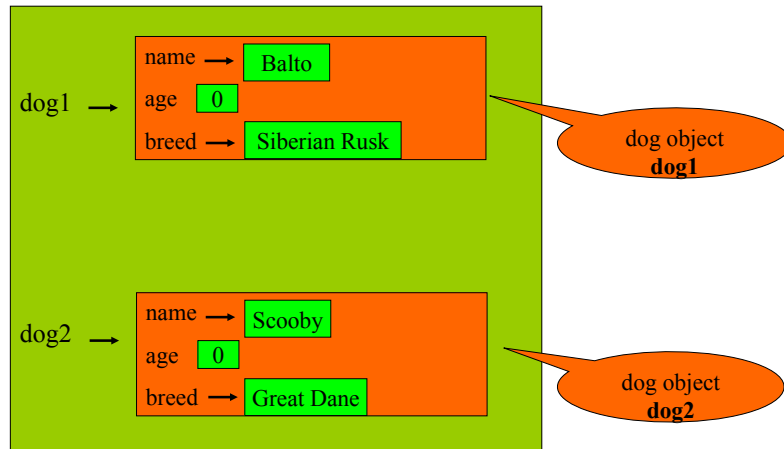 name
Balto
dog1
age
0
breed
Siberian Rusk
dog object
dog1
name
Scooby
dog2
age
0
breed
Great Dane
dog object
dog2